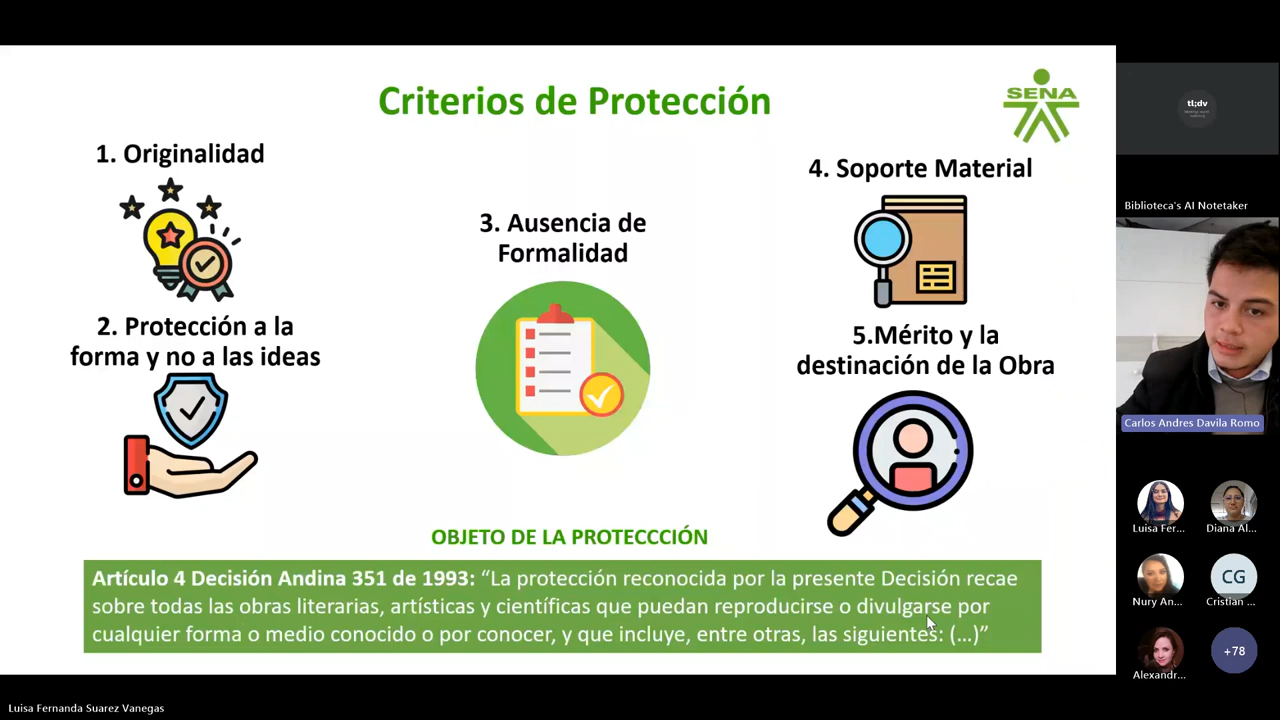 Criterios de Protección
SENA
1. Originalidad
2. Protección a la
forma y no a las ideas
3. Ausencia de
Formalidad
4. Soporte Material
5.Mérito y la
destinación de la Obra
OBJETO DE LA PROTECCCIÓN
Artículo 4 Decisión Andina 351 de 1993: “La protección reconocida por la presente Decisión recae
sobre todas las obras literarias, artísticas y científicas que puedan reproducirse o divulgarse por
cualquier forma o medio conocido o por conocer, y que incluye, entre otras, las siguientes: (...)”
tl;dv
Biblioteca's AI Notetaker
Carlos Andres Davila Romo
Luisa Fer...
Diana Al...
CG
Nury An...
Cristian ...
+78
Alexandr...
Luisa Fernanda Suarez Vanegas